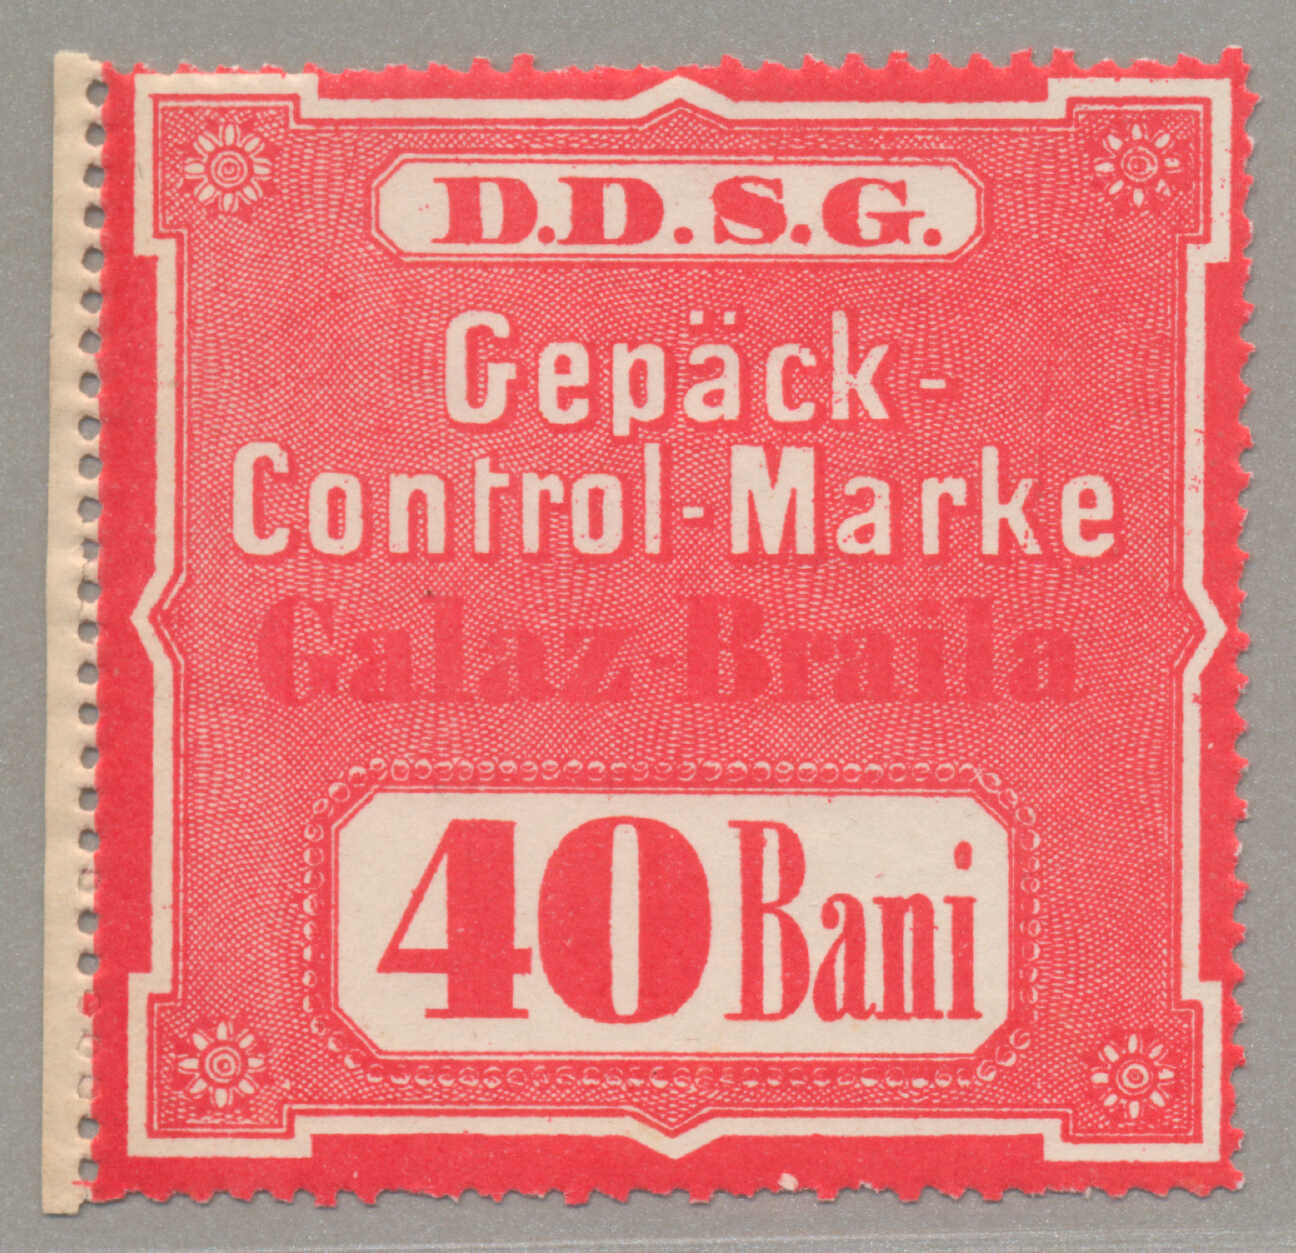 D.D.S.G.
Gepäck-
Control-Marke
Galaz-Braila
40 Bani